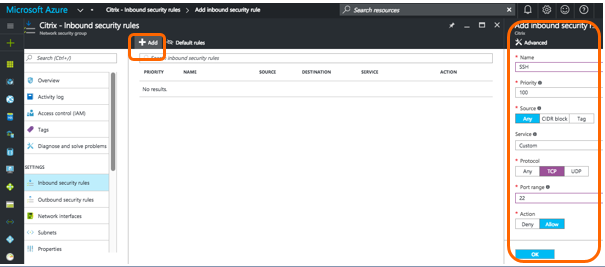 Microsoft Azure Citrix - Inbound security rules > Add inbound security rule
Search resources
Citrix - Inbound security rules
Network security group
Search (Ctrl+/)
Overview
Activity log
Access control (IAM)
Tags
Diagnose and solve problems
SETTINGS
Inbound security rules
Outbound security rules
Network interfaces
Subnets
Properties
Add
Default rules
Search inbound security rules
PRIORITY NAME SOURCE DESTINATION SERVICE ACTION
No results.
Add inbound security r
Citrix
Advanced
* Name
SSH
* Priority
100
* Source
Any CIDR block Tag
Service
Custom
* Protocol
Any TCP UDP
* Port range
22
* Action
Deny Allow
OK